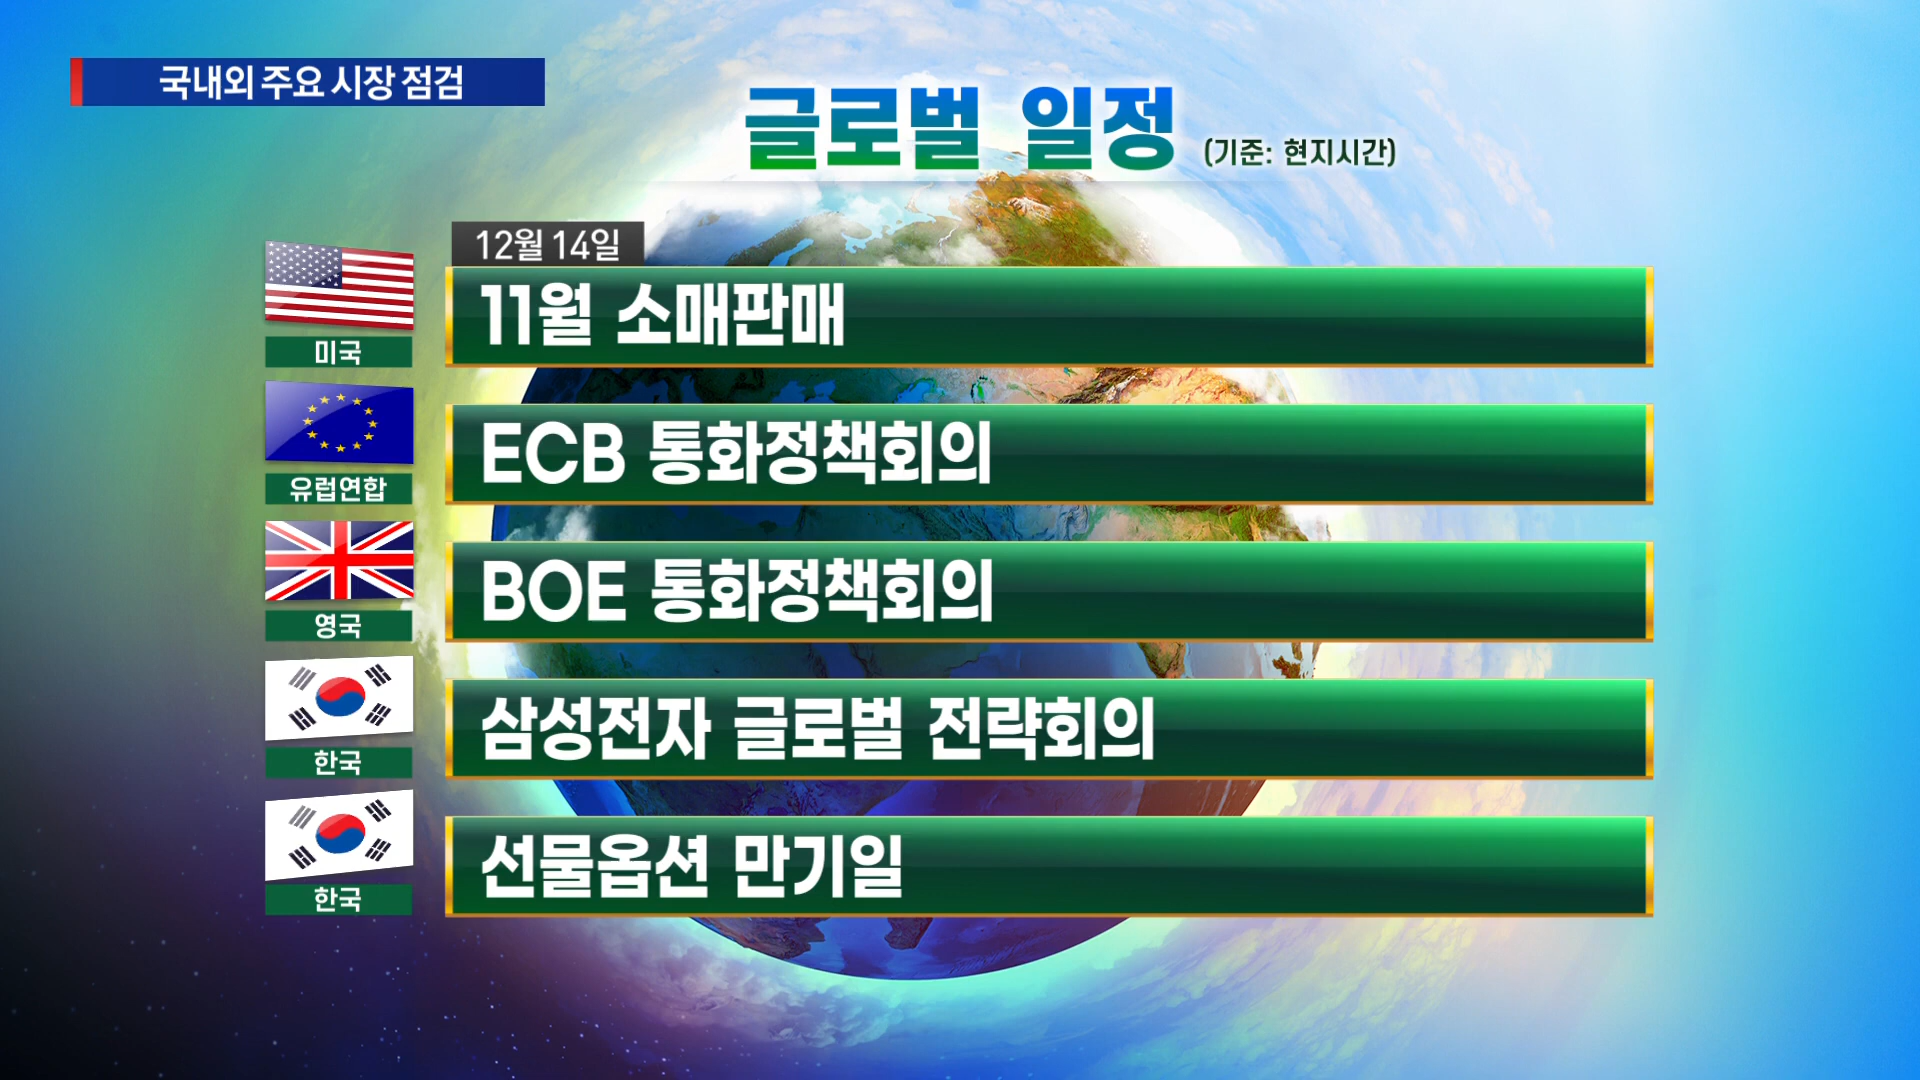 국내외 주요 시장 점검
글로벌 일정 (기준: 현지시간)
12월 14일
미국
11월 소매판매
유럽연합
ECB 통화정책회의
영국
BOE 통화정책회의
한국
삼성전자 글로벌 전략회의
한국
선물옵션 만기일